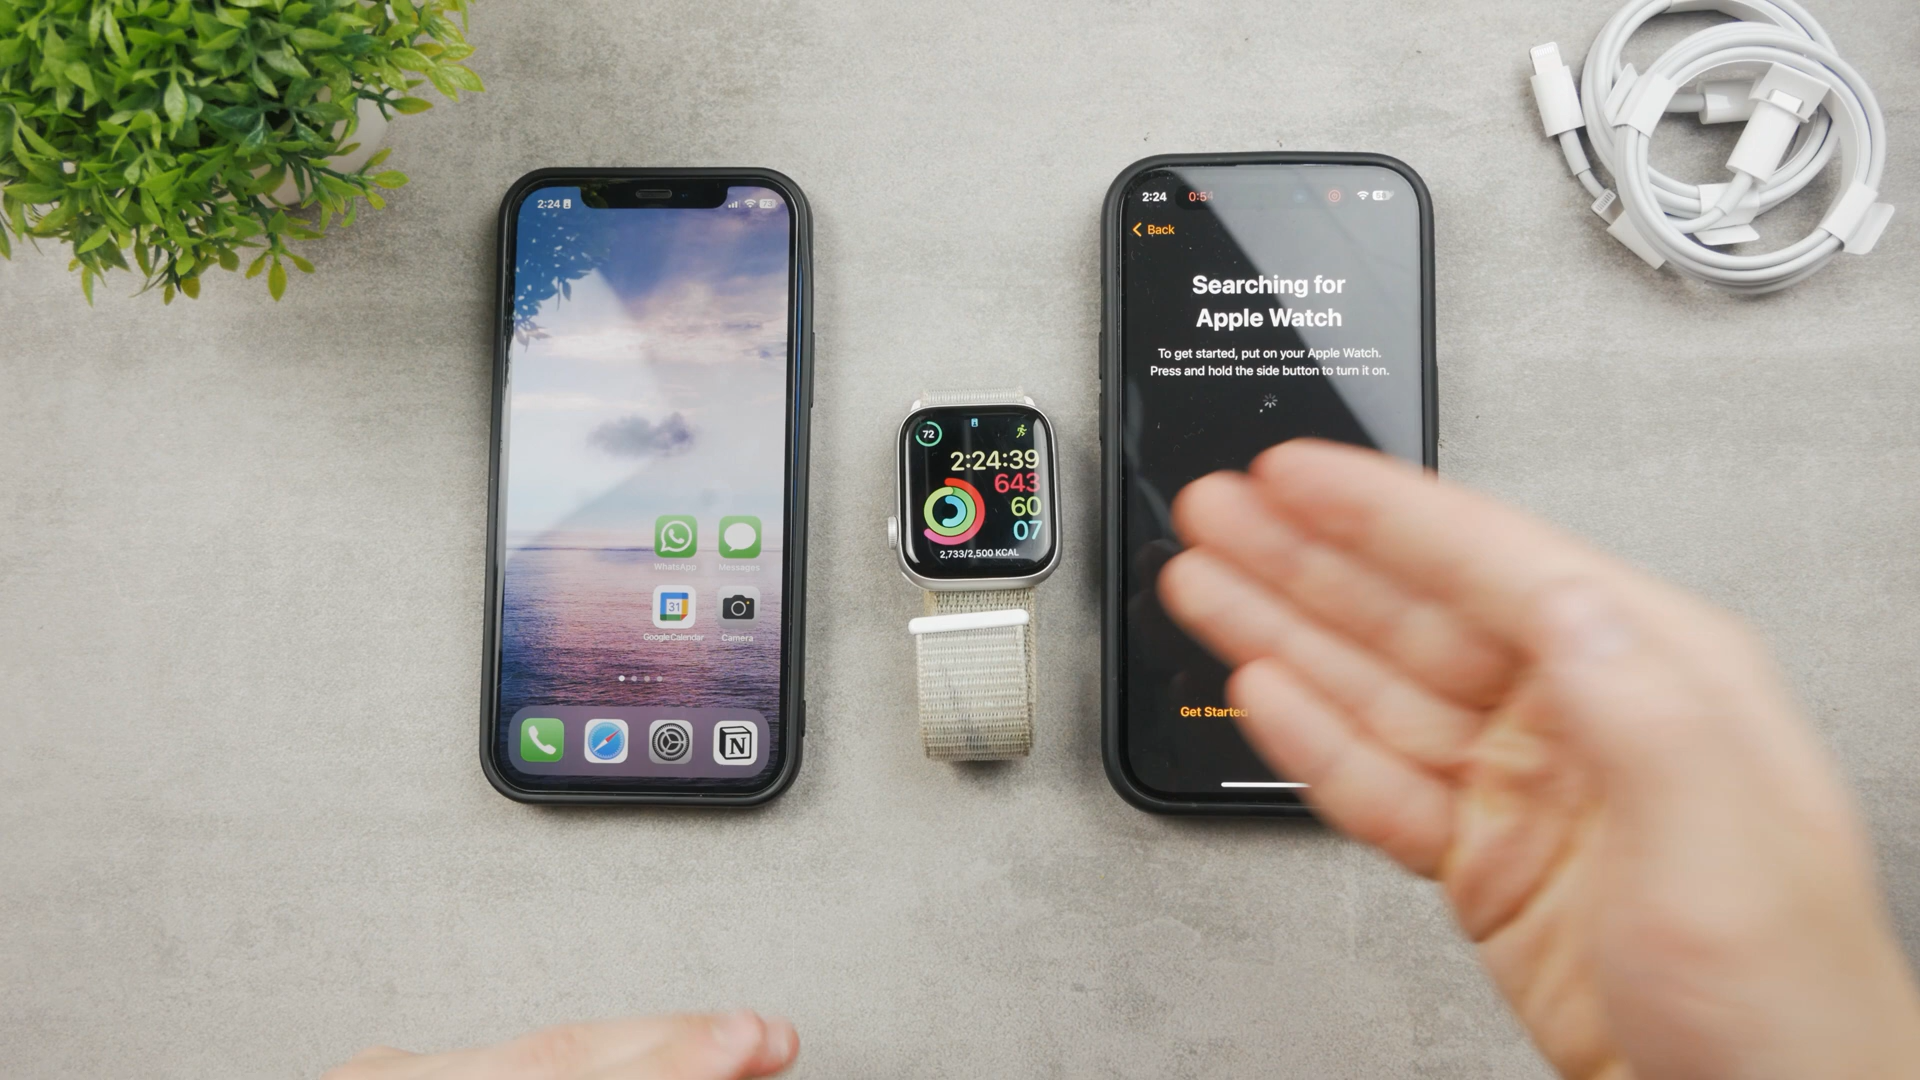 2:24
73
WhatsApp
Messages
31
Google Calendar
Camera
N
72
2:24:39
643
60
07
2,733/2,500 KCAL
2:24
0:54
Back
Searching for
Apple Watch
To get started, put on your Apple Watch.
Press and hold the side button to turn it on.
Get Started